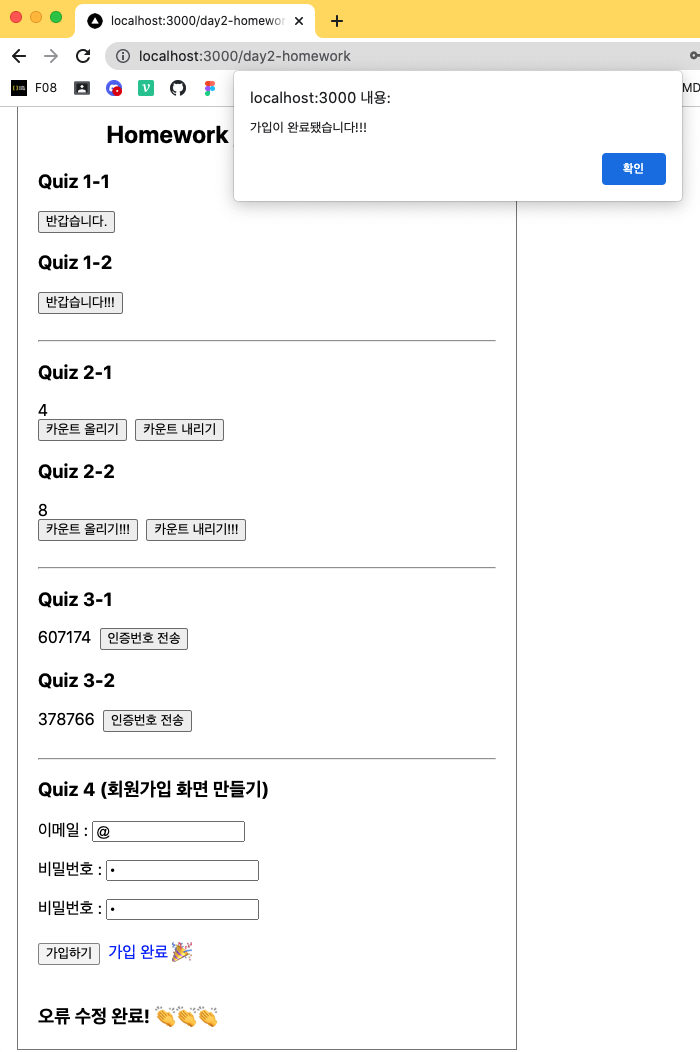 localhost:3000/day2-homewor
localhost:3000/day2-homework
F08
MD
localhost:3000 내용:
가입이 완료됐습니다!!!
확인
Homework
Quiz 1-1
반갑습니다.
Quiz 1-2
반갑습니다!!!
Quiz 2-1
4
카운트 올리기 카운트 내리기
Quiz 2-2
8
카운트 올리기!!! 카운트 내리기!!!
Quiz 3-1
607174 인증번호 전송
Quiz 3-2
378766 인증번호 전송
Quiz 4 (회원가입 화면 만들기)
이메일 : @
비밀번호 : •
비밀번호 : •
가입하기 가입 완료 🎉
오류 수정 완료! 👏👏👏